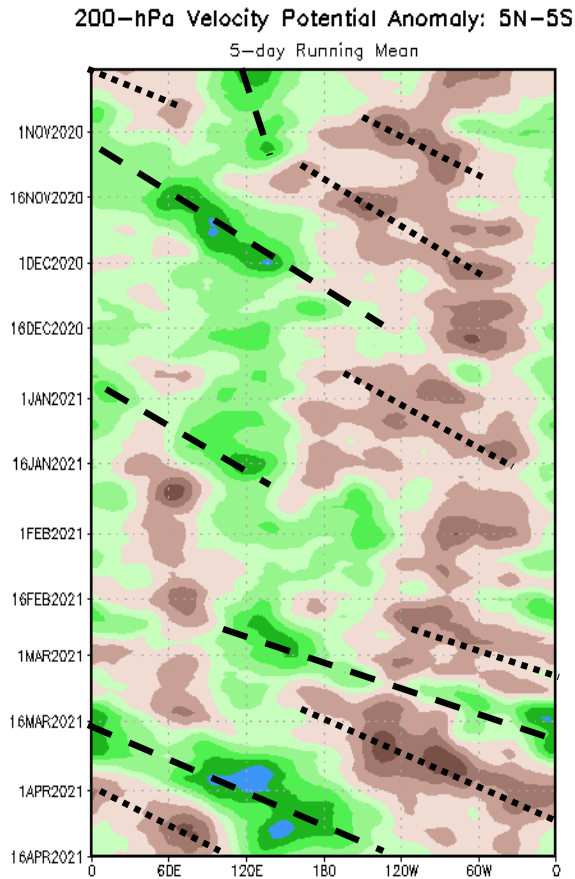 200-hPa Velocity Potential Anomaly: 5N-5S
5-day Running Mean
1NOV2020
16NOV2020
1DEC2020
16DEC2020
1JAN2021
16JAN2021
1FEB2021
16FEB2021
1MAR2021
16MAR2021
1APR2021
16APR2021
0 60E 120E 180 120W 60W 0